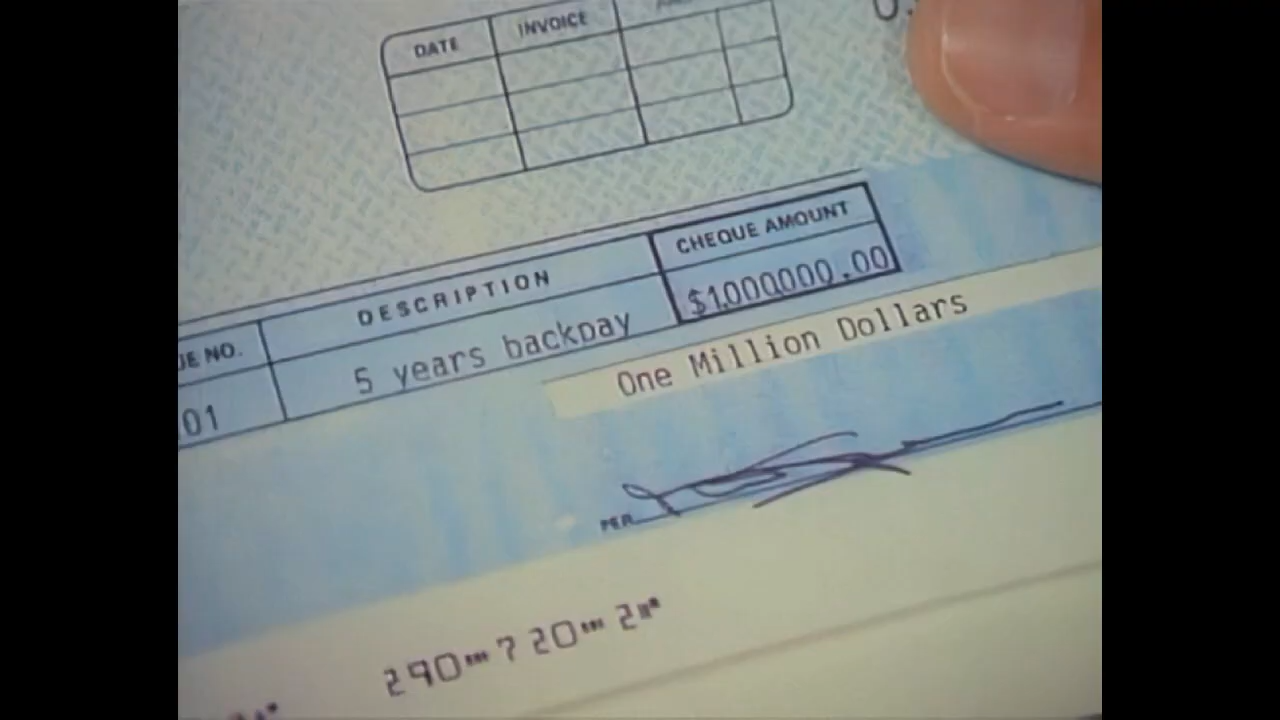 DATE INVOICE
CHEQUE AMOUNT
DESCRIPTION
$1,000,000.00
UE NO.
5 years backpay
One Million Dollars
01
PER
290⑈720⑈2⑈